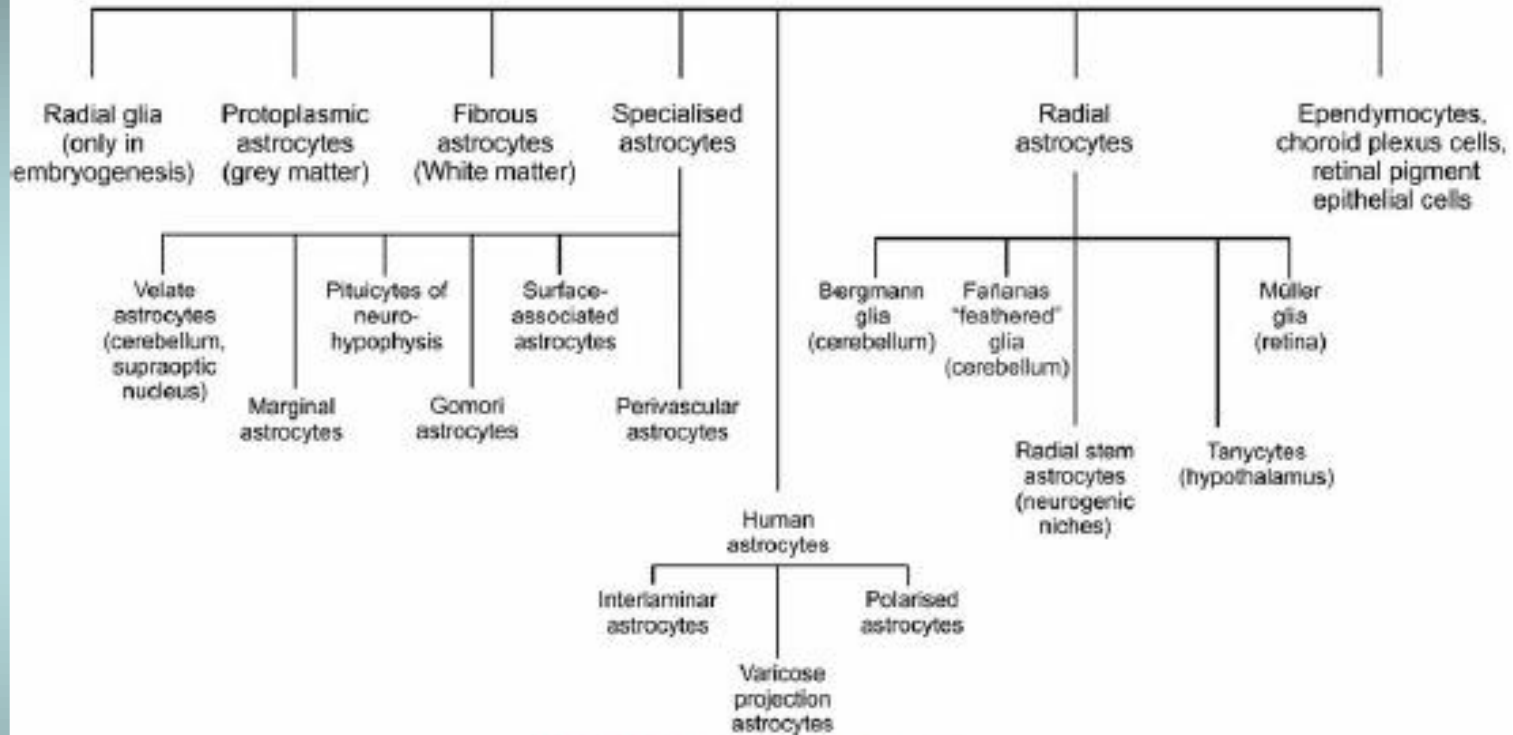 Radial glia
(only in
embryogenesis)
Protoplasmic
astrocytes
(grey matter)
Fibrous
astrocytes
(White matter)
Specialised
astrocytes
Radial
astrocytes
Ependymocytes,
choroid plexus cells,
retinal pigment
epithelial cells
Velate
astrocytes
(cerebellum,
supraoptic
nucleus)
Marginal
astrocytes
Pituicytes of
neuro-
hypophysis
Gomori
astrocytes
Surface-
associated
astrocytes
Perivascular
astrocytes
Bergmann
glia
(cerebellum)
Fañanas
"feathered"
glia
(cerebellum)
Radial stem
astrocytes
(neurogenic
niches)
Tanycytes
(hypothalamus)
Müller
glia
(retina)
Human
astrocytes
Interlaminar
astrocytes
Varicose
projection
astrocytes
Polarised
astrocytes